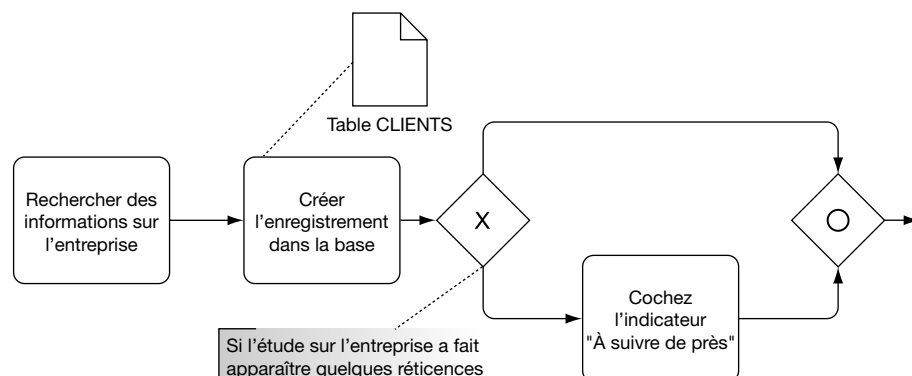 Table CLIENTS
Rechercher des
informations sur
l'entreprise
Créer
l'enregistrement
dans la base
X
Cochez
l'indicateur
"À suivre de près"
Si l'étude sur l'entreprise a fait
apparaître quelques réticences